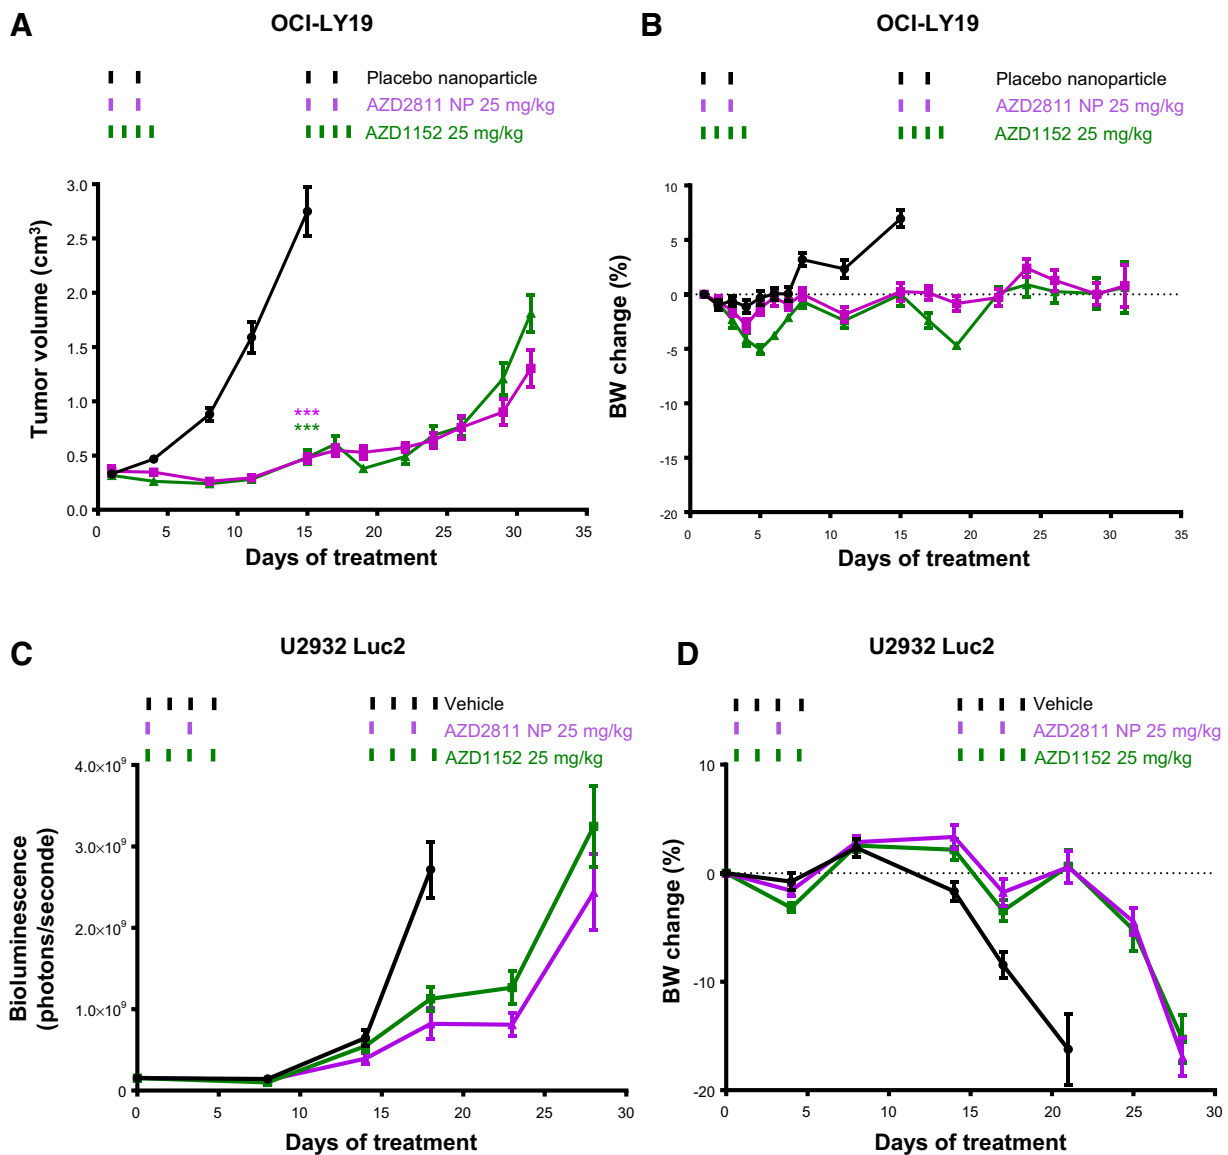 A
OCI-LY19
Placebo nanoparticle
AZD2811 NP 25 mg/kg
AZD1152 25 mg/kg
Tumor volume (cm³)
3.0
2.5
2.0
1.5
1.0
0.5
0.0
***
***
0 5 10 15 20 25 30 35
Days of treatment
B
OCI-LY19
Placebo nanoparticle
AZD2811 NP 25 mg/kg
AZD1152 25 mg/kg
BW change (%)
10
5
0
-5
-10
-15
-20
0 5 10 15 20 25 30 35
Days of treatment
C
U2932 Luc2
Vehicle
AZD2811 NP 25 mg/kg
AZD1152 25 mg/kg
Bioluminescence
(photons/seconde)
4.0×10⁹
3.0×10⁹
2.0×10⁹
1.0×10⁹
0
0 5 10 15 20 25 30
Days of treatment
D
U2932 Luc2
Vehicle
AZD2811 NP 25 mg/kg
AZD1152 25 mg/kg
BW change (%)
10
0
-10
-20
0 5 10 15 20 25 30
Days of treatment